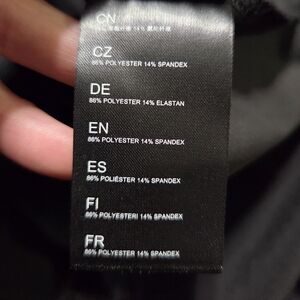 CN
CZ
86% POLYESTER 14% SPANDEX
DE
86% POLYESTER 14% ELASTAN
EN
86% POLYESTER 14% SPANDEX
ES
86% POLIÉSTER 14% SPANDEX
FI
86% POLYESTERI 14% SPANDEX
FR
86% POLYESTER 14% SPANDEX